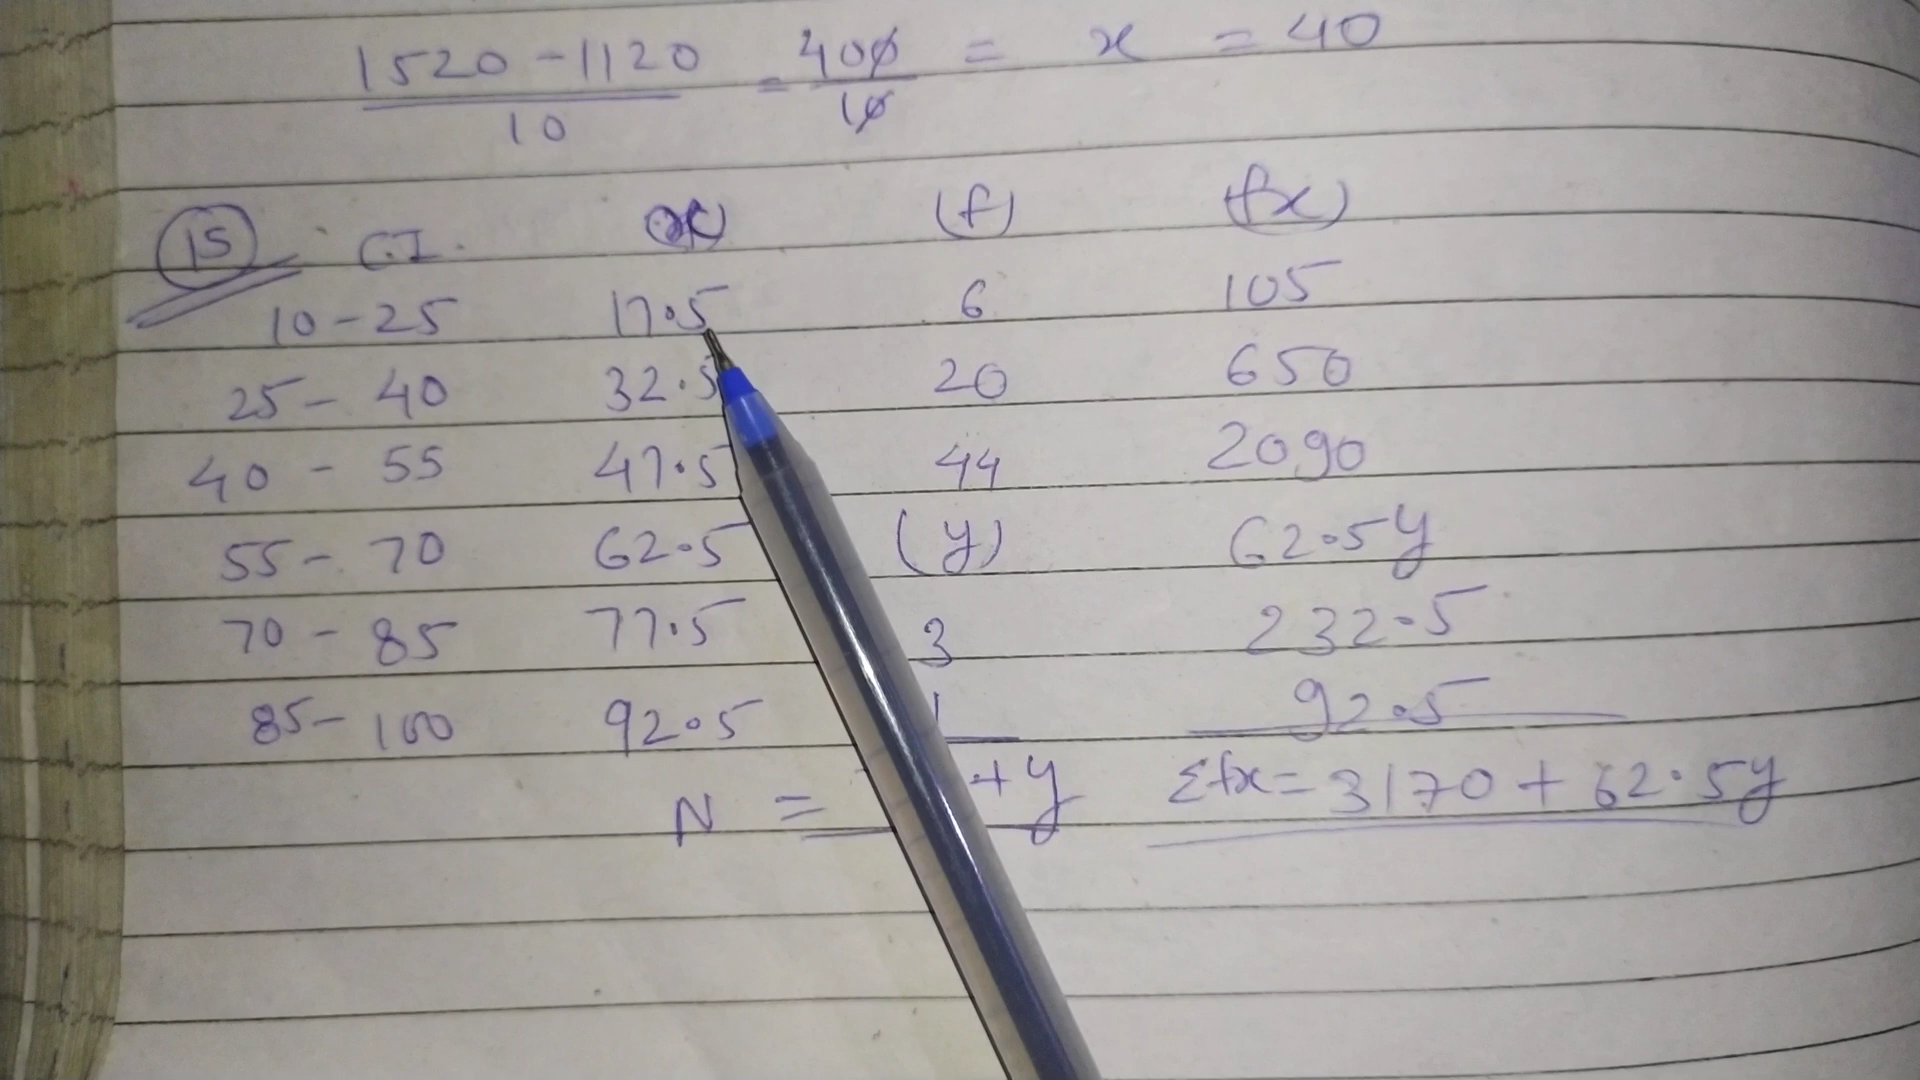 1520-1120 = 400 = x = 40
10 10
15 C.I. (x) (f) (fx)
10-25 17.5 6 105
25- 40 32.5 20 650
40 - 55 47.5 44 2090
55- 70 62.5 (y) 62.5y
70 - 85 77.5 3 232.5
85- 100 92.5 1 92.5
N = +y Σfx= 3170 + 62.5y